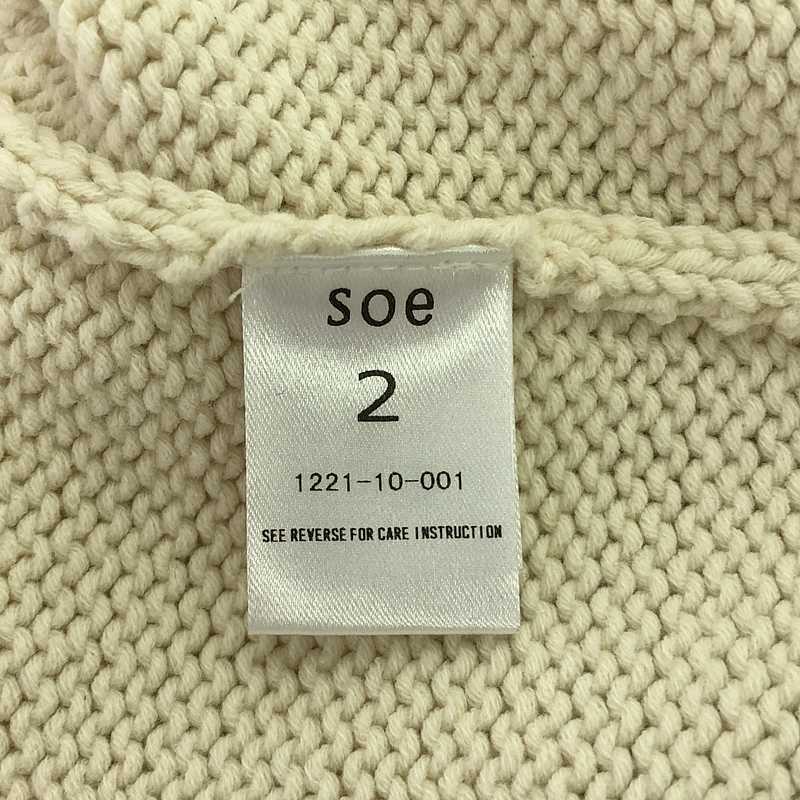 soe
2
1221-10-001
SEE REVERSE FOR CARE INSTRUCTION